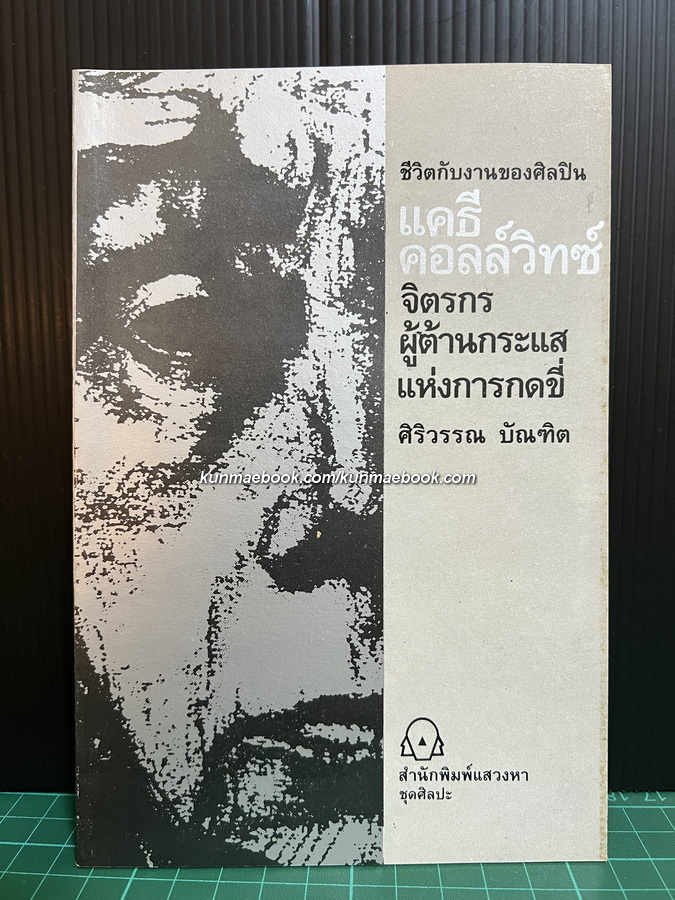 ชีวิตกับงานของศิลปิน
แคธี
คอลล์วิทซ์
จิตรกร
ผู้ต้านกระแส
แห่งการกดขี่
ศิริวรรณ บัณฑิต
kunmaebook.com/kunmaebook.com
สำนักพิมพ์แสวงหา
ชุดศิลปะ
17